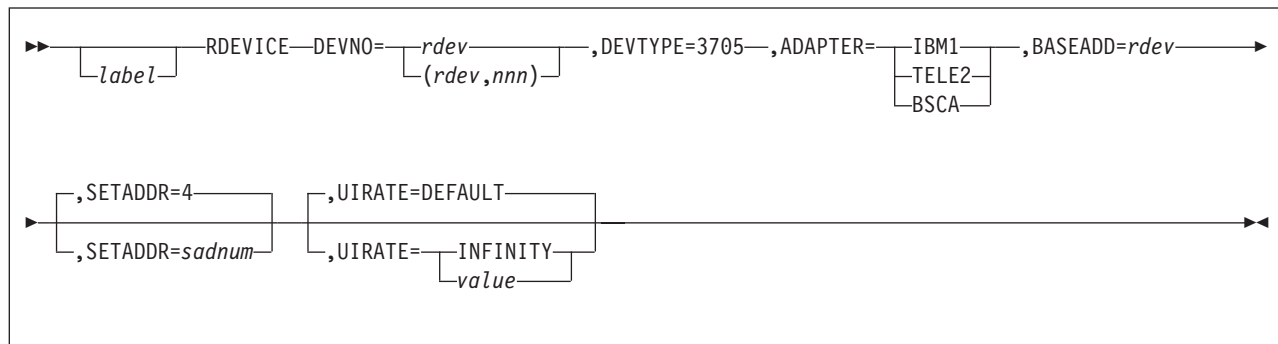 RDEVICE DEVNO= rdev ,DEVTYPE=3705 ,ADAPTER= IBM1 ,BASEADD=rdev
label (rdev,nnn) TELE2
BSCA
,SETADDR=4 ,UIRATE=DEFAULT
,SETADDR=sadnum ,UIRATE= INFINITY
value